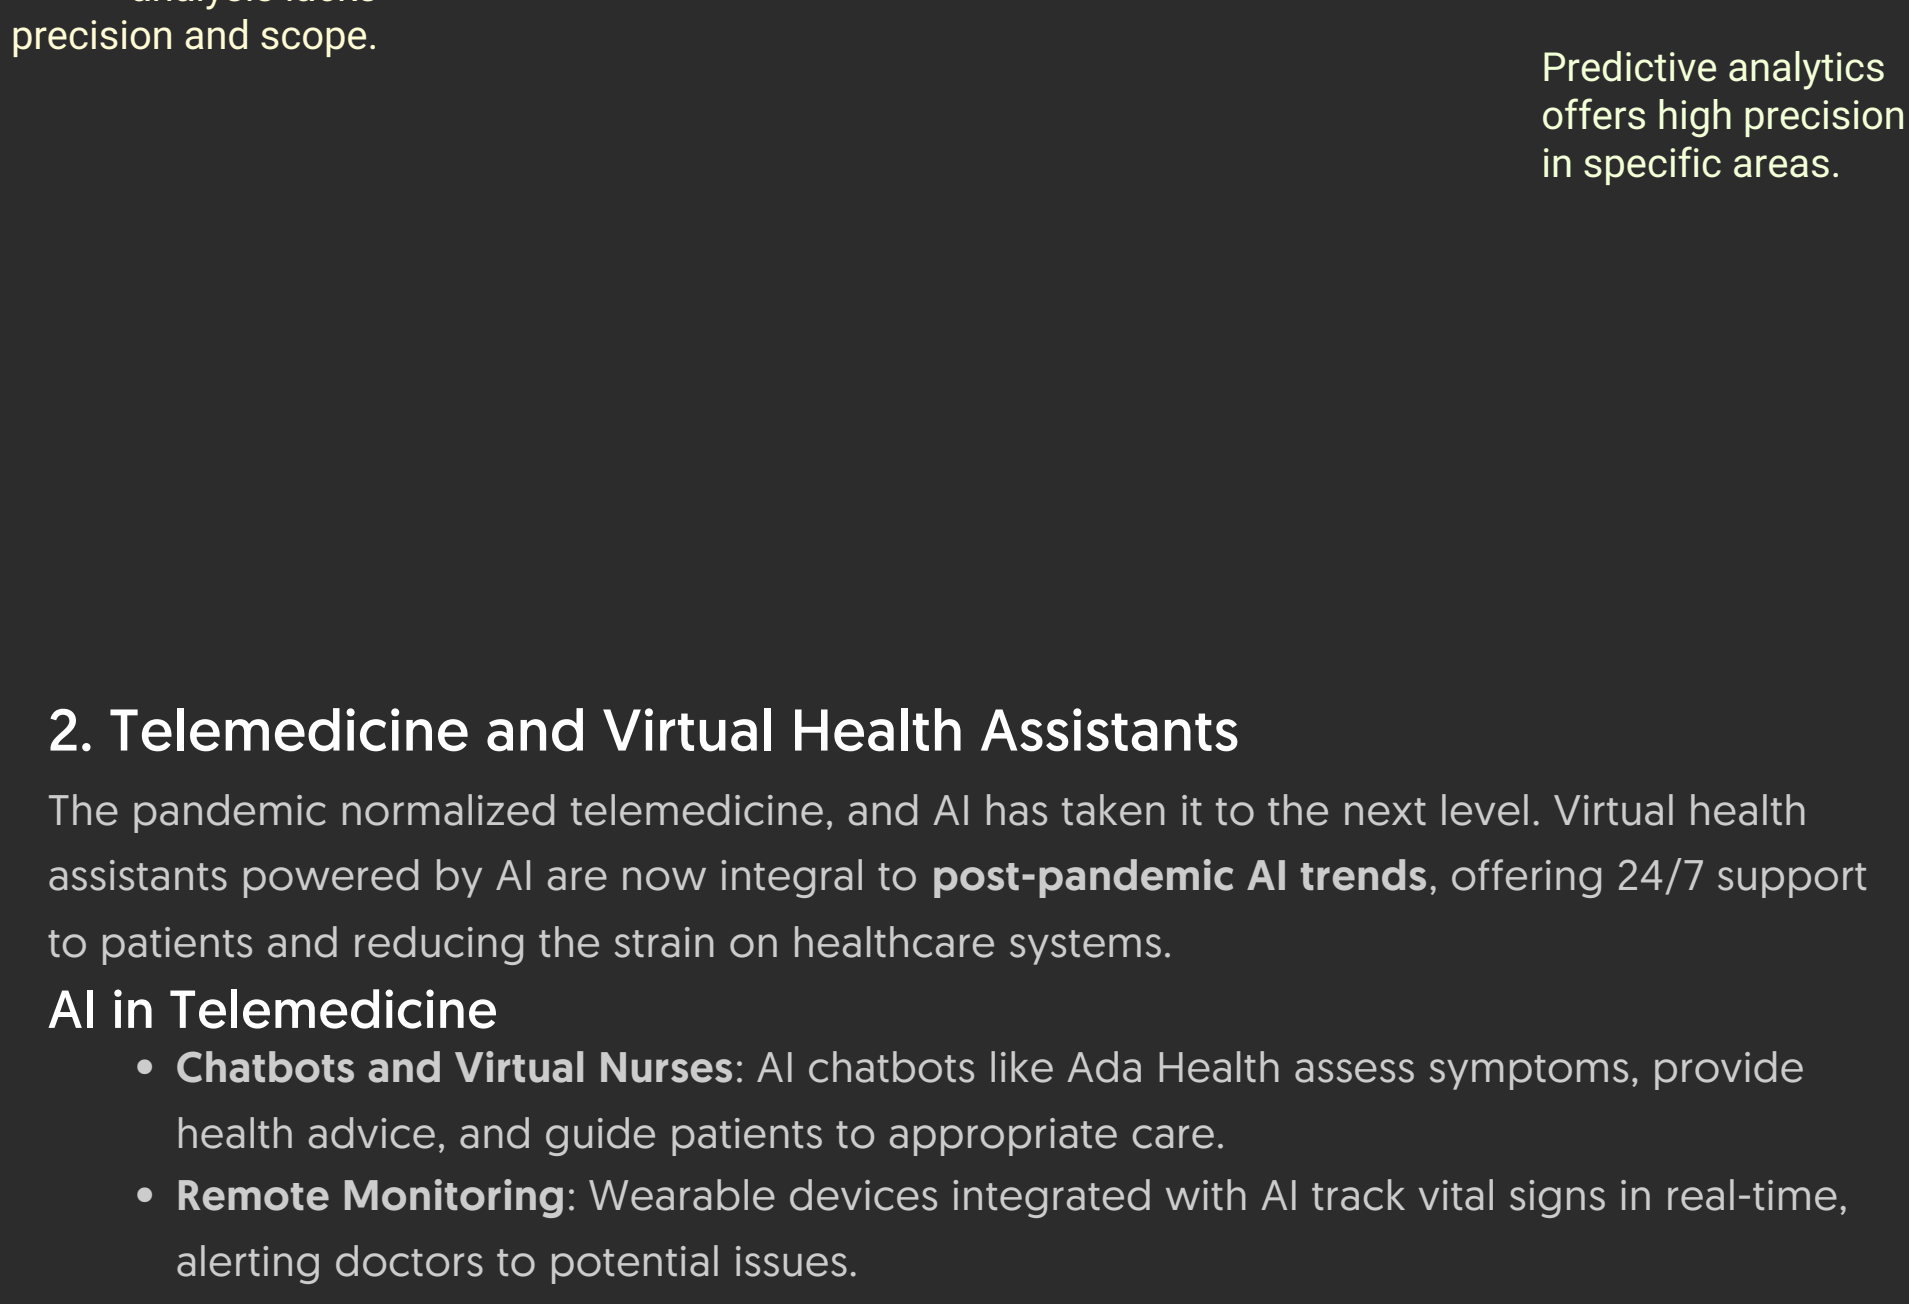 precision and scope.
Predictive analytics
offers high precision
in specific areas.
2. Telemedicine and Virtual Health Assistants
The pandemic normalized telemedicine, and AI has taken it to the next level. Virtual health
assistants powered by AI are now integral to post-pandemic AI trends, offering 24/7 support
to patients and reducing the strain on healthcare systems.
AI in Telemedicine
• Chatbots and Virtual Nurses: AI chatbots like Ada Health assess symptoms, provide
health advice, and guide patients to appropriate care.
• Remote Monitoring: Wearable devices integrated with AI track vital signs in real-time,
alerting doctors to potential issues.